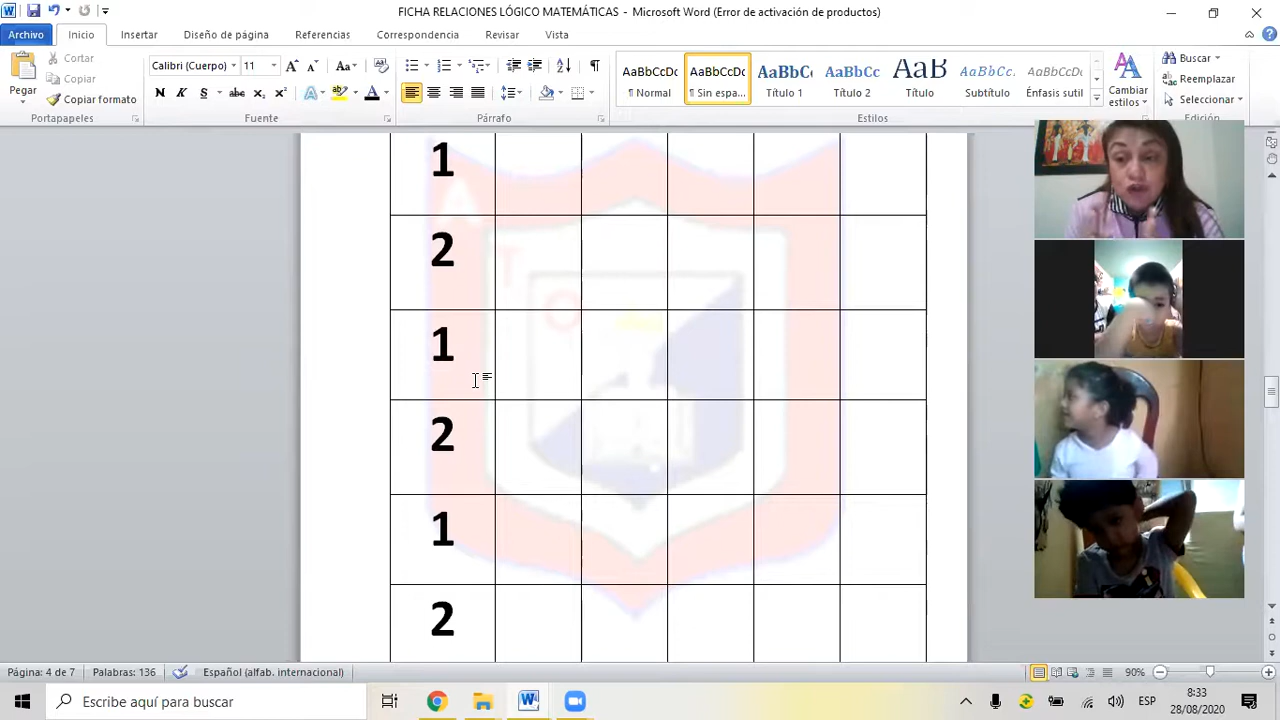 FICHA RELACIONES LÓGICO MATEMÁTICAS - Microsoft Word (Error de activación de productos)
Archivo Inicio Insertar Diseño de página Referencias Correspondencia Revisar Vista
Pegar
Cortar
Copiar
Copiar formato
Portapapeles
Calibri (Cuerpo) 11
N K S abc x₂ x² A A
Fuente
Párrafo
AaBbCcDc AaBbCcDc AaBbC AaBbCc AaB AaBbCc. AaBbCcDc
¶ Normal ¶ Sin espa... Título 1 Título 2 Título Subtítulo Énfasis sutil
Cambiar
estilos
Estilos
Buscar
Reemplazar
Seleccionar
Edición
1
2
1
2
1
2
A
T
O
Página: 4 de 7 Palabras: 136 Español (alfab. internacional) 90%
Escribe aquí para buscar
ESP
8:33
28/08/2020